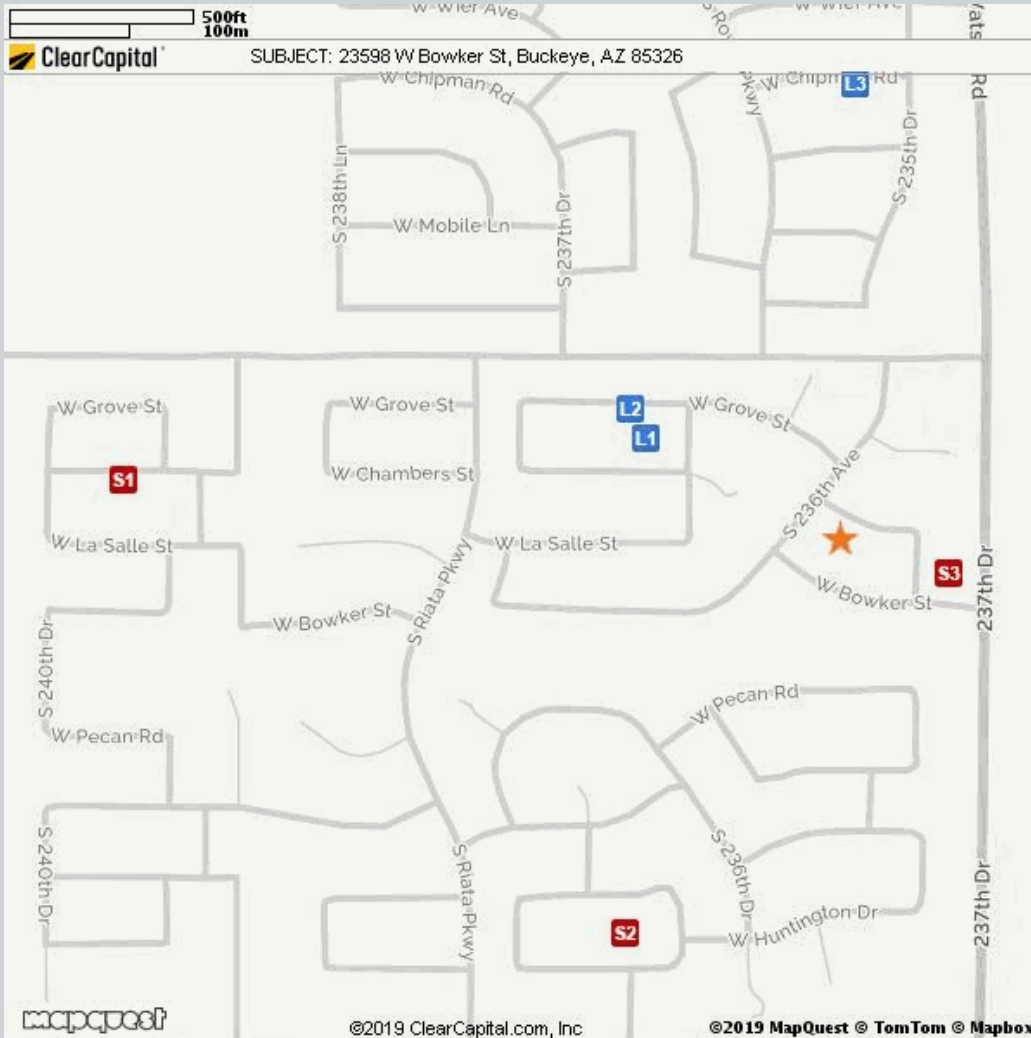 500ft
100m
ClearCapital
SUBJECT: 23598 W Bowker St, Buckeye, AZ 85326
W Wier Ave
W Wier Ave
W Chipman Rd
Pkwy
L3
Rd
S 235th Dr
S 238th Ln
W Mobile Ln
S 237th Dr
W Grove St
W Grove St
L2
W Grove St
L1
S1
W Chambers St
S 236th Ave
W La Salle St
W La Salle St
S3
237th Dr
W Bowker St
W Bowker St
S Riata Pkwy
S 240th Dr
W Pecan Rd
W Pecan Rd
S 240th Dr
S Riata Pkwy
S 236th Dr
237th Dr
S2
W Huntington Dr
mapquest
©2019 ClearCapital.com, Inc
©2019 MapQuest © TomTom © Mapbox